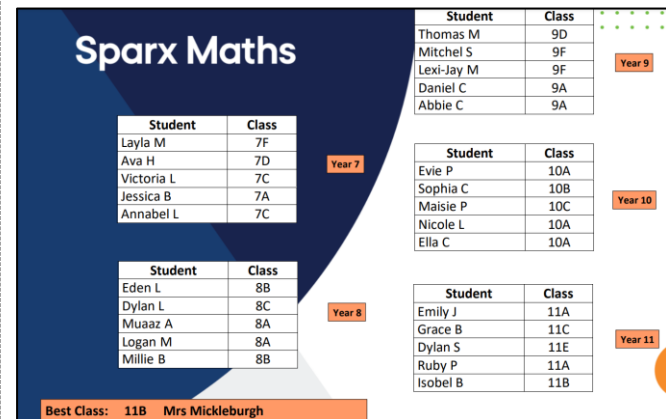 Sparx Maths
Student Class
Layla M 7F
Ava H 7D
Victoria L 7C
Jessica B 7A
Annabel L 7C
Year 7
Student Class
Eden L 8B
Dylan L 8C
Muaaz A 8A
Logan M 8A
Millie B 8B
Year 8
Student Class
Thomas M 9D
Mitchel S 9F
Lexi-Jay M 9F
Daniel C 9A
Abbie C 9A
Year 9
Student Class
Evie P 10A
Sophia C 10B
Maisie P 10C
Nicole L 10A
Ella C 10A
Year 10
Student Class
Emily J 11A
Grace B 11C
Dylan S 11E
Ruby P 11A
Isobel B 11B
Year 11
Best Class: 11B Mrs Mickleburgh